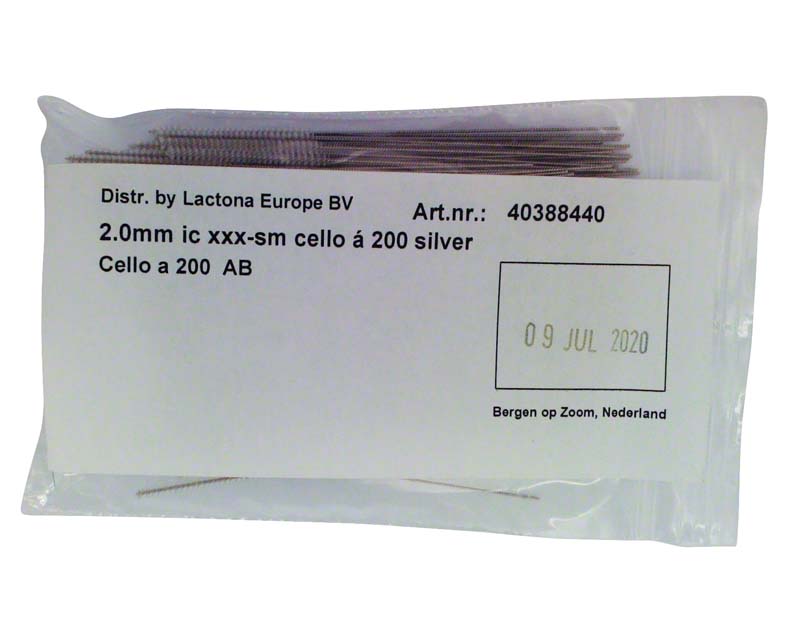 Distr. by Lactona Europe BV
Art.nr.: 40388440
2.0mm ic xxx-sm cello á 200 silver
Cello a 200 AB
09 JUL 2020
Bergen op Zoom, Nederland